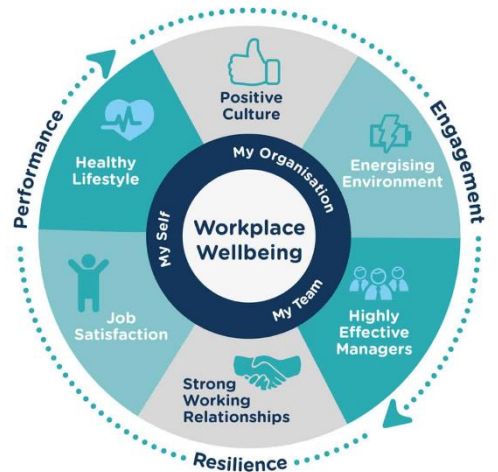 Positive
Culture
Energising
Environment
Highly
Effective
Managers
Strong
Working
Relationships
Job
Satisfaction
Healthy
Lifestyle
My Organisation
My Team
My Self
Workplace
Wellbeing
Engagement
Resilience
Performance